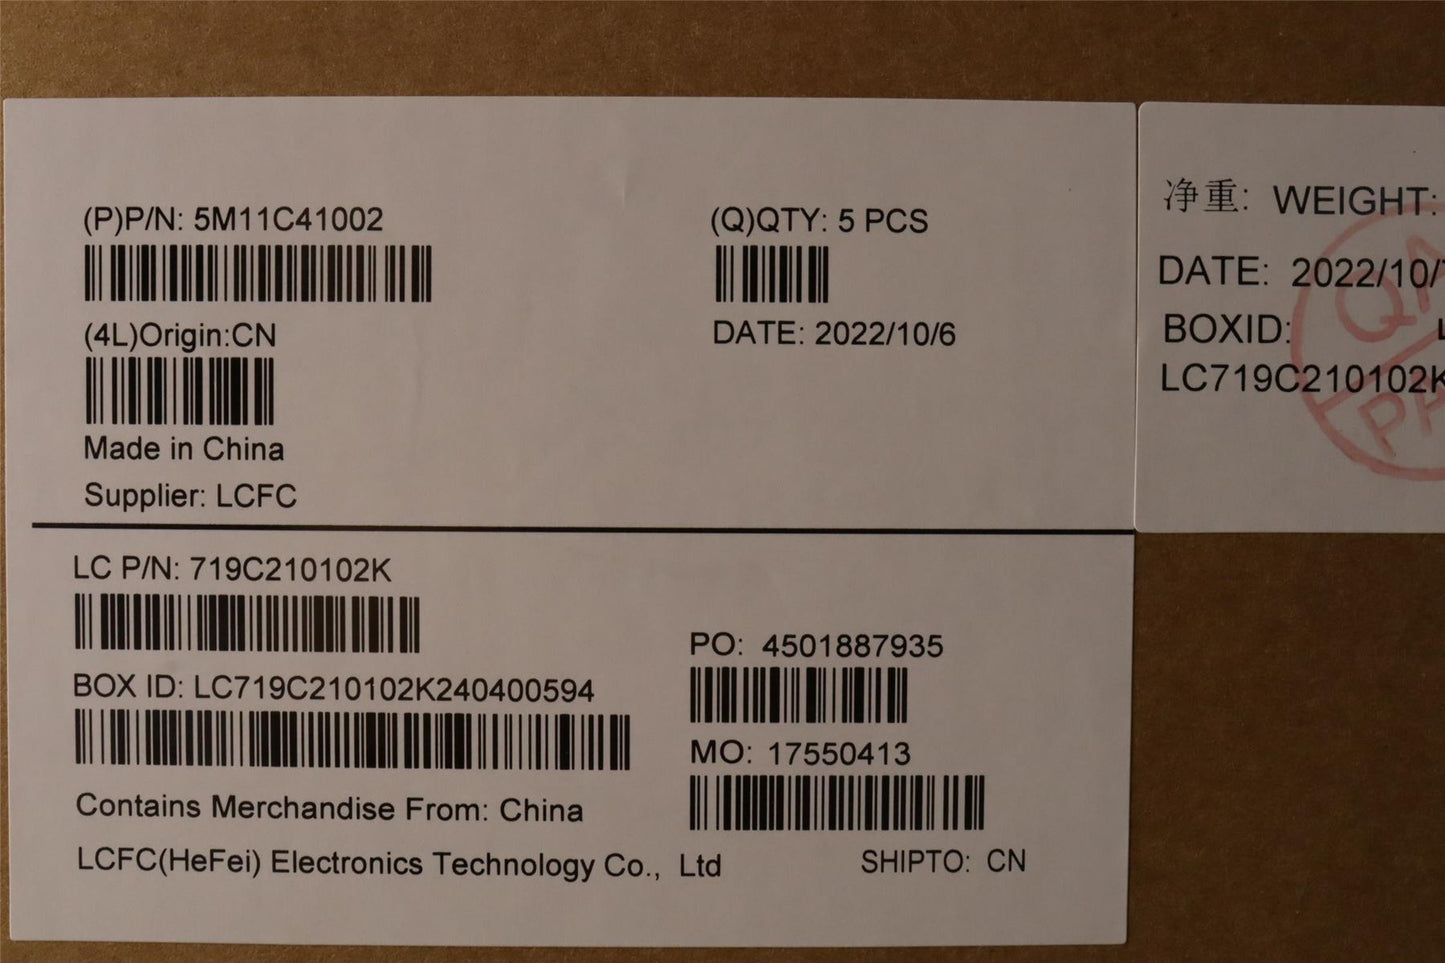 (P)P/N: 5M11C41002
(Q)QTY: 5 PCS
(4L)Origin:CN
DATE: 2022/10/6
Made in China
Supplier: LCFC
LC P/N: 719C210102K
PO: 4501887935
BOX ID: LC719C210102K240400594
MO: 17550413
Contains Merchandise From: China
LCFC(HeFei) Electronics Technology Co., Ltd
SHIPTO: CN
净重: WEIGHT:
DATE: 2022/10/
BOXID:
LC719C210102K
QA